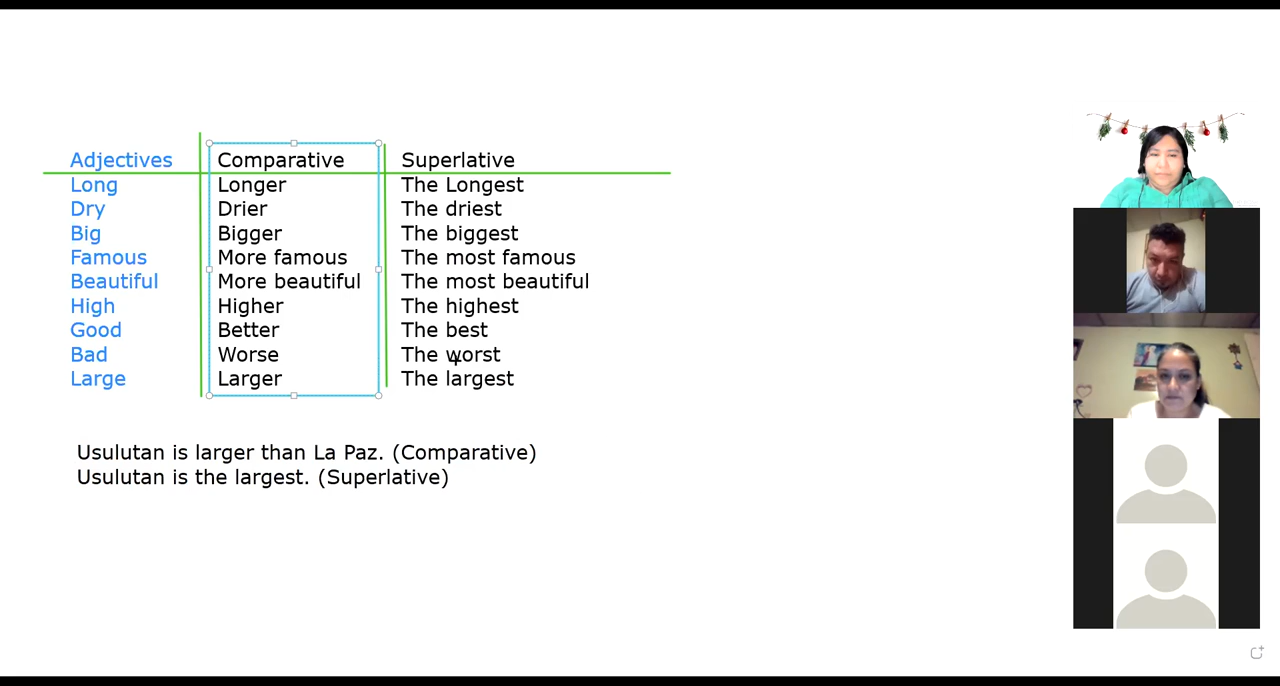 Adjectives Comparative Superlative
Long Longer The Longest
Dry Drier The driest
Big Bigger The biggest
Famous More famous The most famous
Beautiful More beautiful The most beautiful
High Higher The highest
Good Better The best
Bad Worse The worst
Large Larger The largest
Usulutan is larger than La Paz. (Comparative)
Usulutan is the largest. (Superlative)